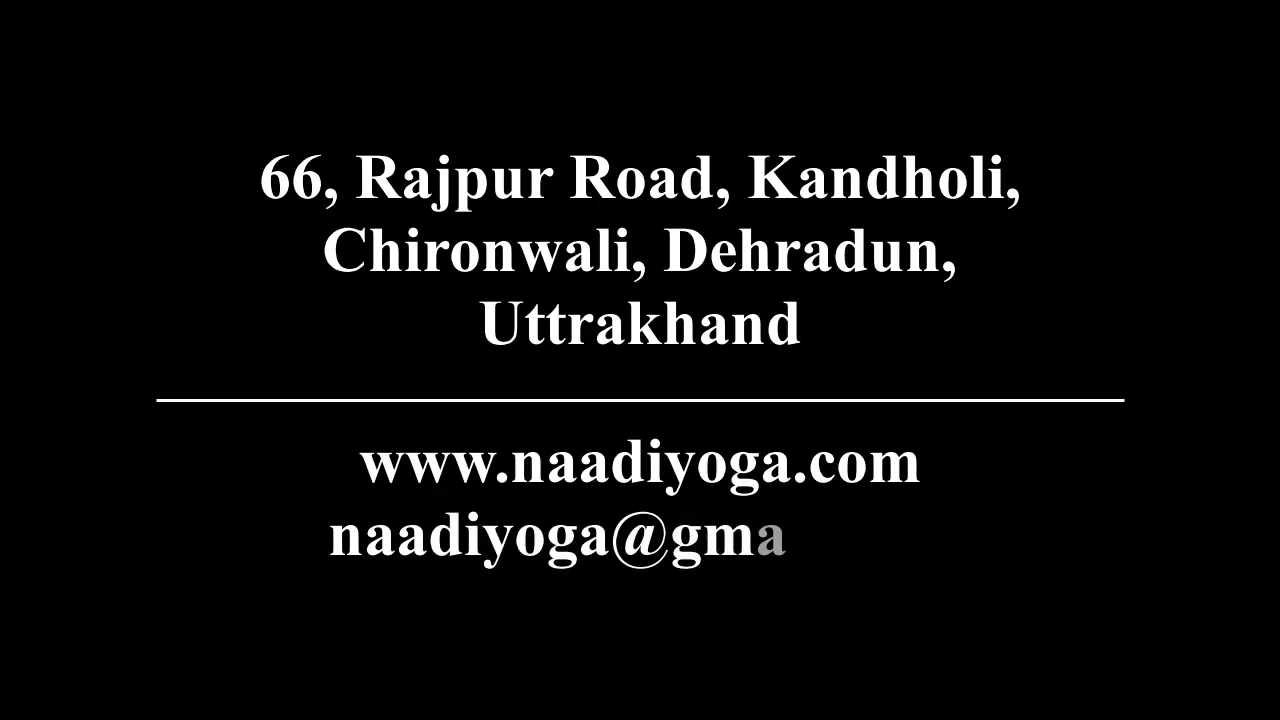 66, Rajpur Road, Kandholi,
Chironwali, Dehradun,
Uttrakhand
www.naadiyoga.com
naadiyoga@gma